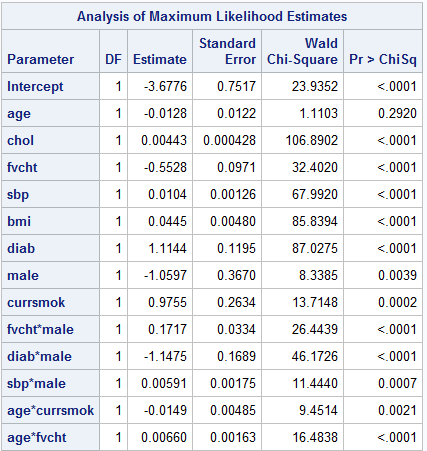 Analysis of Maximum Likelihood Estimates
Parameter DF Estimate Standard Error Wald Chi-Square Pr > ChiSq
Intercept 1 -3.6776 0.7517 23.9352 <.0001
age 1 -0.0128 0.0122 1.1103 0.2920
chol 1 0.00443 0.000428 106.8902 <.0001
fvcht 1 -0.5528 0.0971 32.4020 <.0001
sbp 1 0.0104 0.00126 67.9920 <.0001
bmi 1 0.0445 0.00480 85.8394 <.0001
diab 1 1.1144 0.1195 87.0275 <.0001
male 1 -1.0597 0.3670 8.3385 0.0039
currsmok 1 0.9755 0.2634 13.7148 0.0002
fvcht*male 1 0.1717 0.0334 26.4439 <.0001
diab*male 1 -1.1475 0.1689 46.1726 <.0001
sbp*male 1 0.00591 0.00175 11.4440 0.0007
age*currsmok 1 -0.0149 0.00485 9.4514 0.0021
age*fvcht 1 0.00660 0.00163 16.4838 <.0001